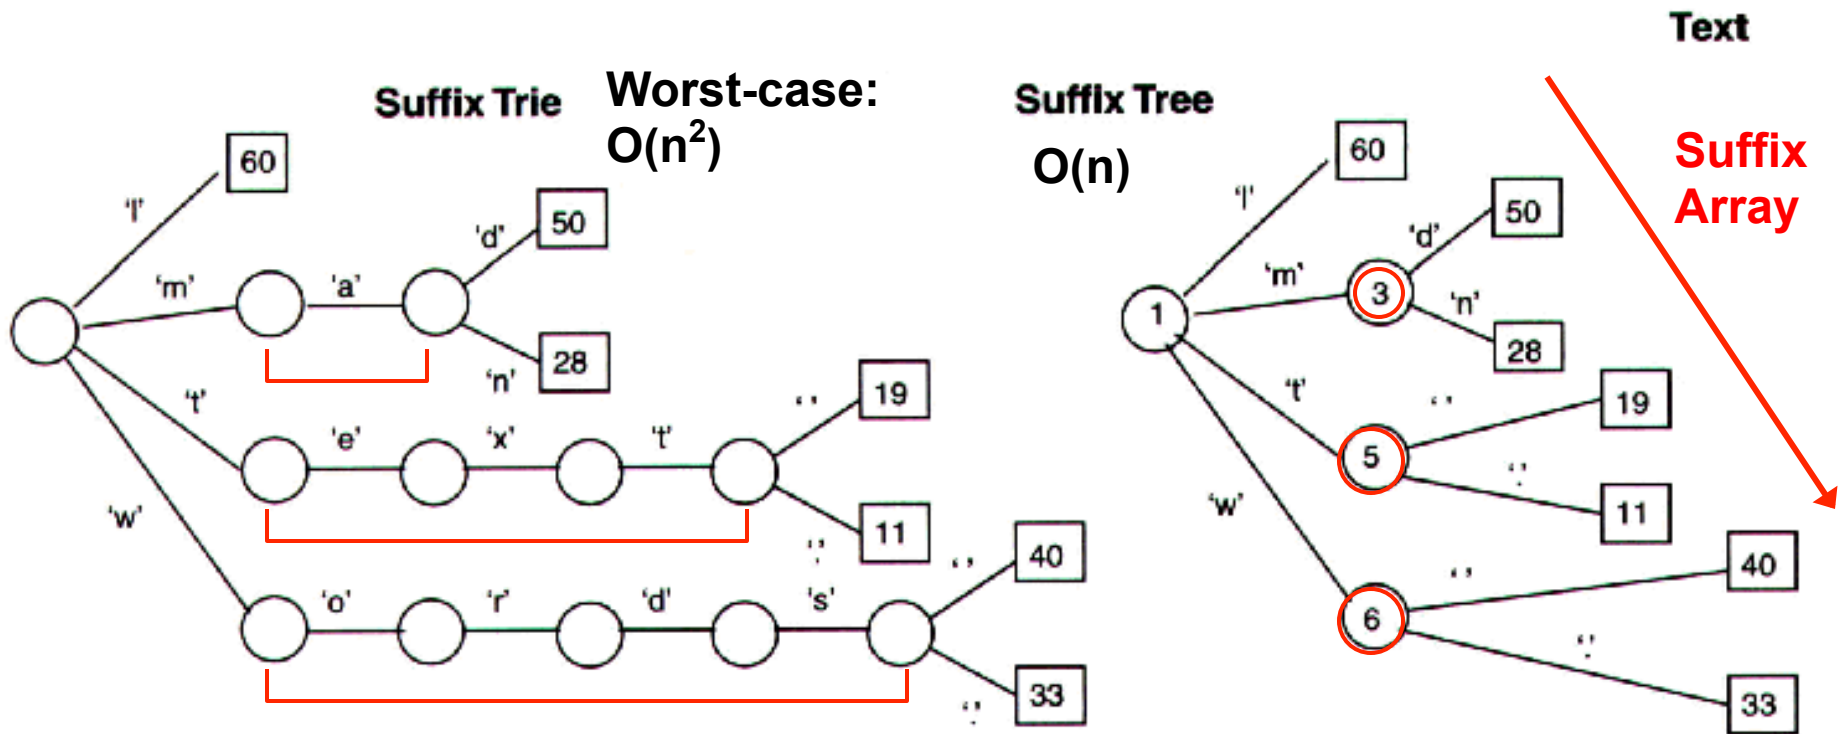 Text
Suffix Trie
Worst-case:
O(n²)
Suffix Tree
O(n)
Suffix
Array
60
'l'
50
'd'
'm'
'a'
28
'n'
't'
19
' '
'e'
'x'
't'
11
'.'
'w'
40
' '
'o'
'r'
'd'
's'
33
'.'
60
'l'
50
'd'
1
'm'
3
'n'
28
't'
19
' '
5
'.'
11
'w'
40
' '
6
'.'
33